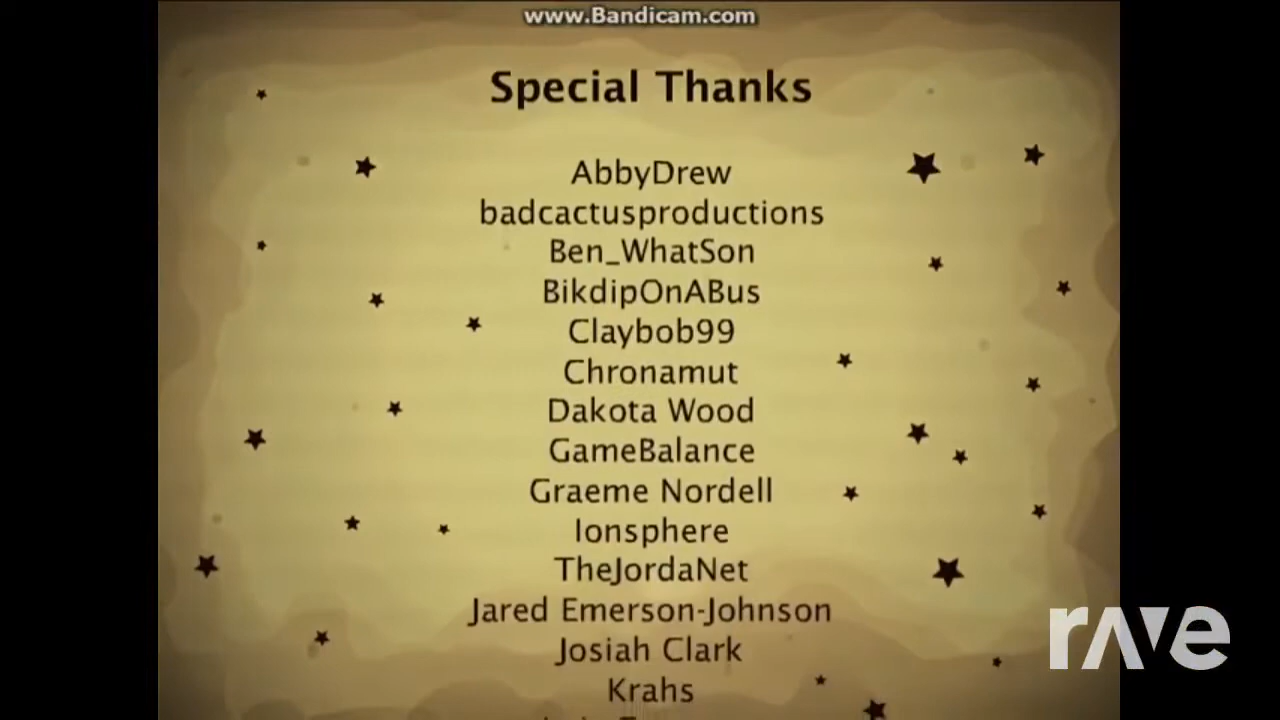 www.Bandicam.com
Special Thanks
AbbyDrew
badcactusproductions
Ben_WhatSon
BikdipOnABus
Claybob99
Chronamut
Dakota Wood
GameBalance
Graeme Nordell
Ionsphere
TheJordaNet
Jared Emerson-Johnson
Josiah Clark
Krahs
rave